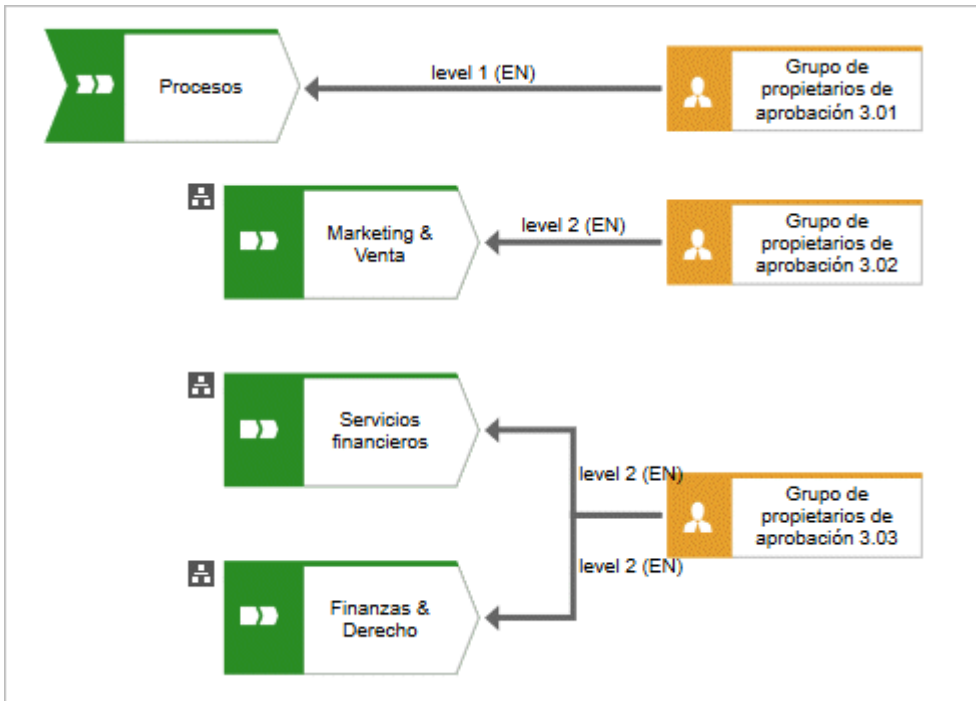 Procesos
level 1 (EN)
Grupo de
propietarios de
aprobación 3.01
Marketing &
Venta
level 2 (EN)
Grupo de
propietarios de
aprobación 3.02
Servicios
financieros
level 2 (EN)
Grupo de
propietarios de
aprobación 3.03
level 2 (EN)
Finanzas &
Derecho